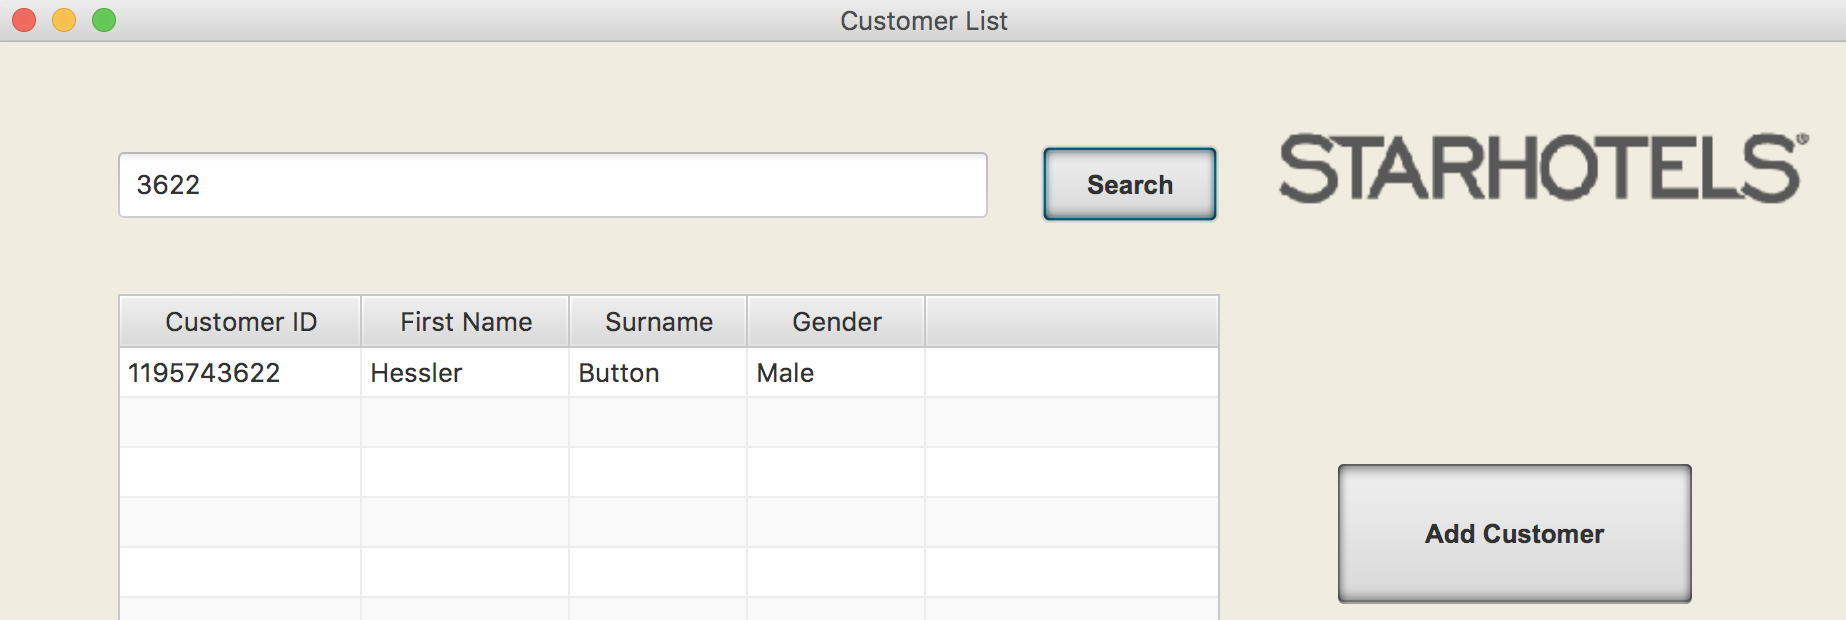 Customer List
3622
Search
STARHOTELS®
Customer ID First Name Surname Gender
1195743622 Hessler Button Male
Add Customer